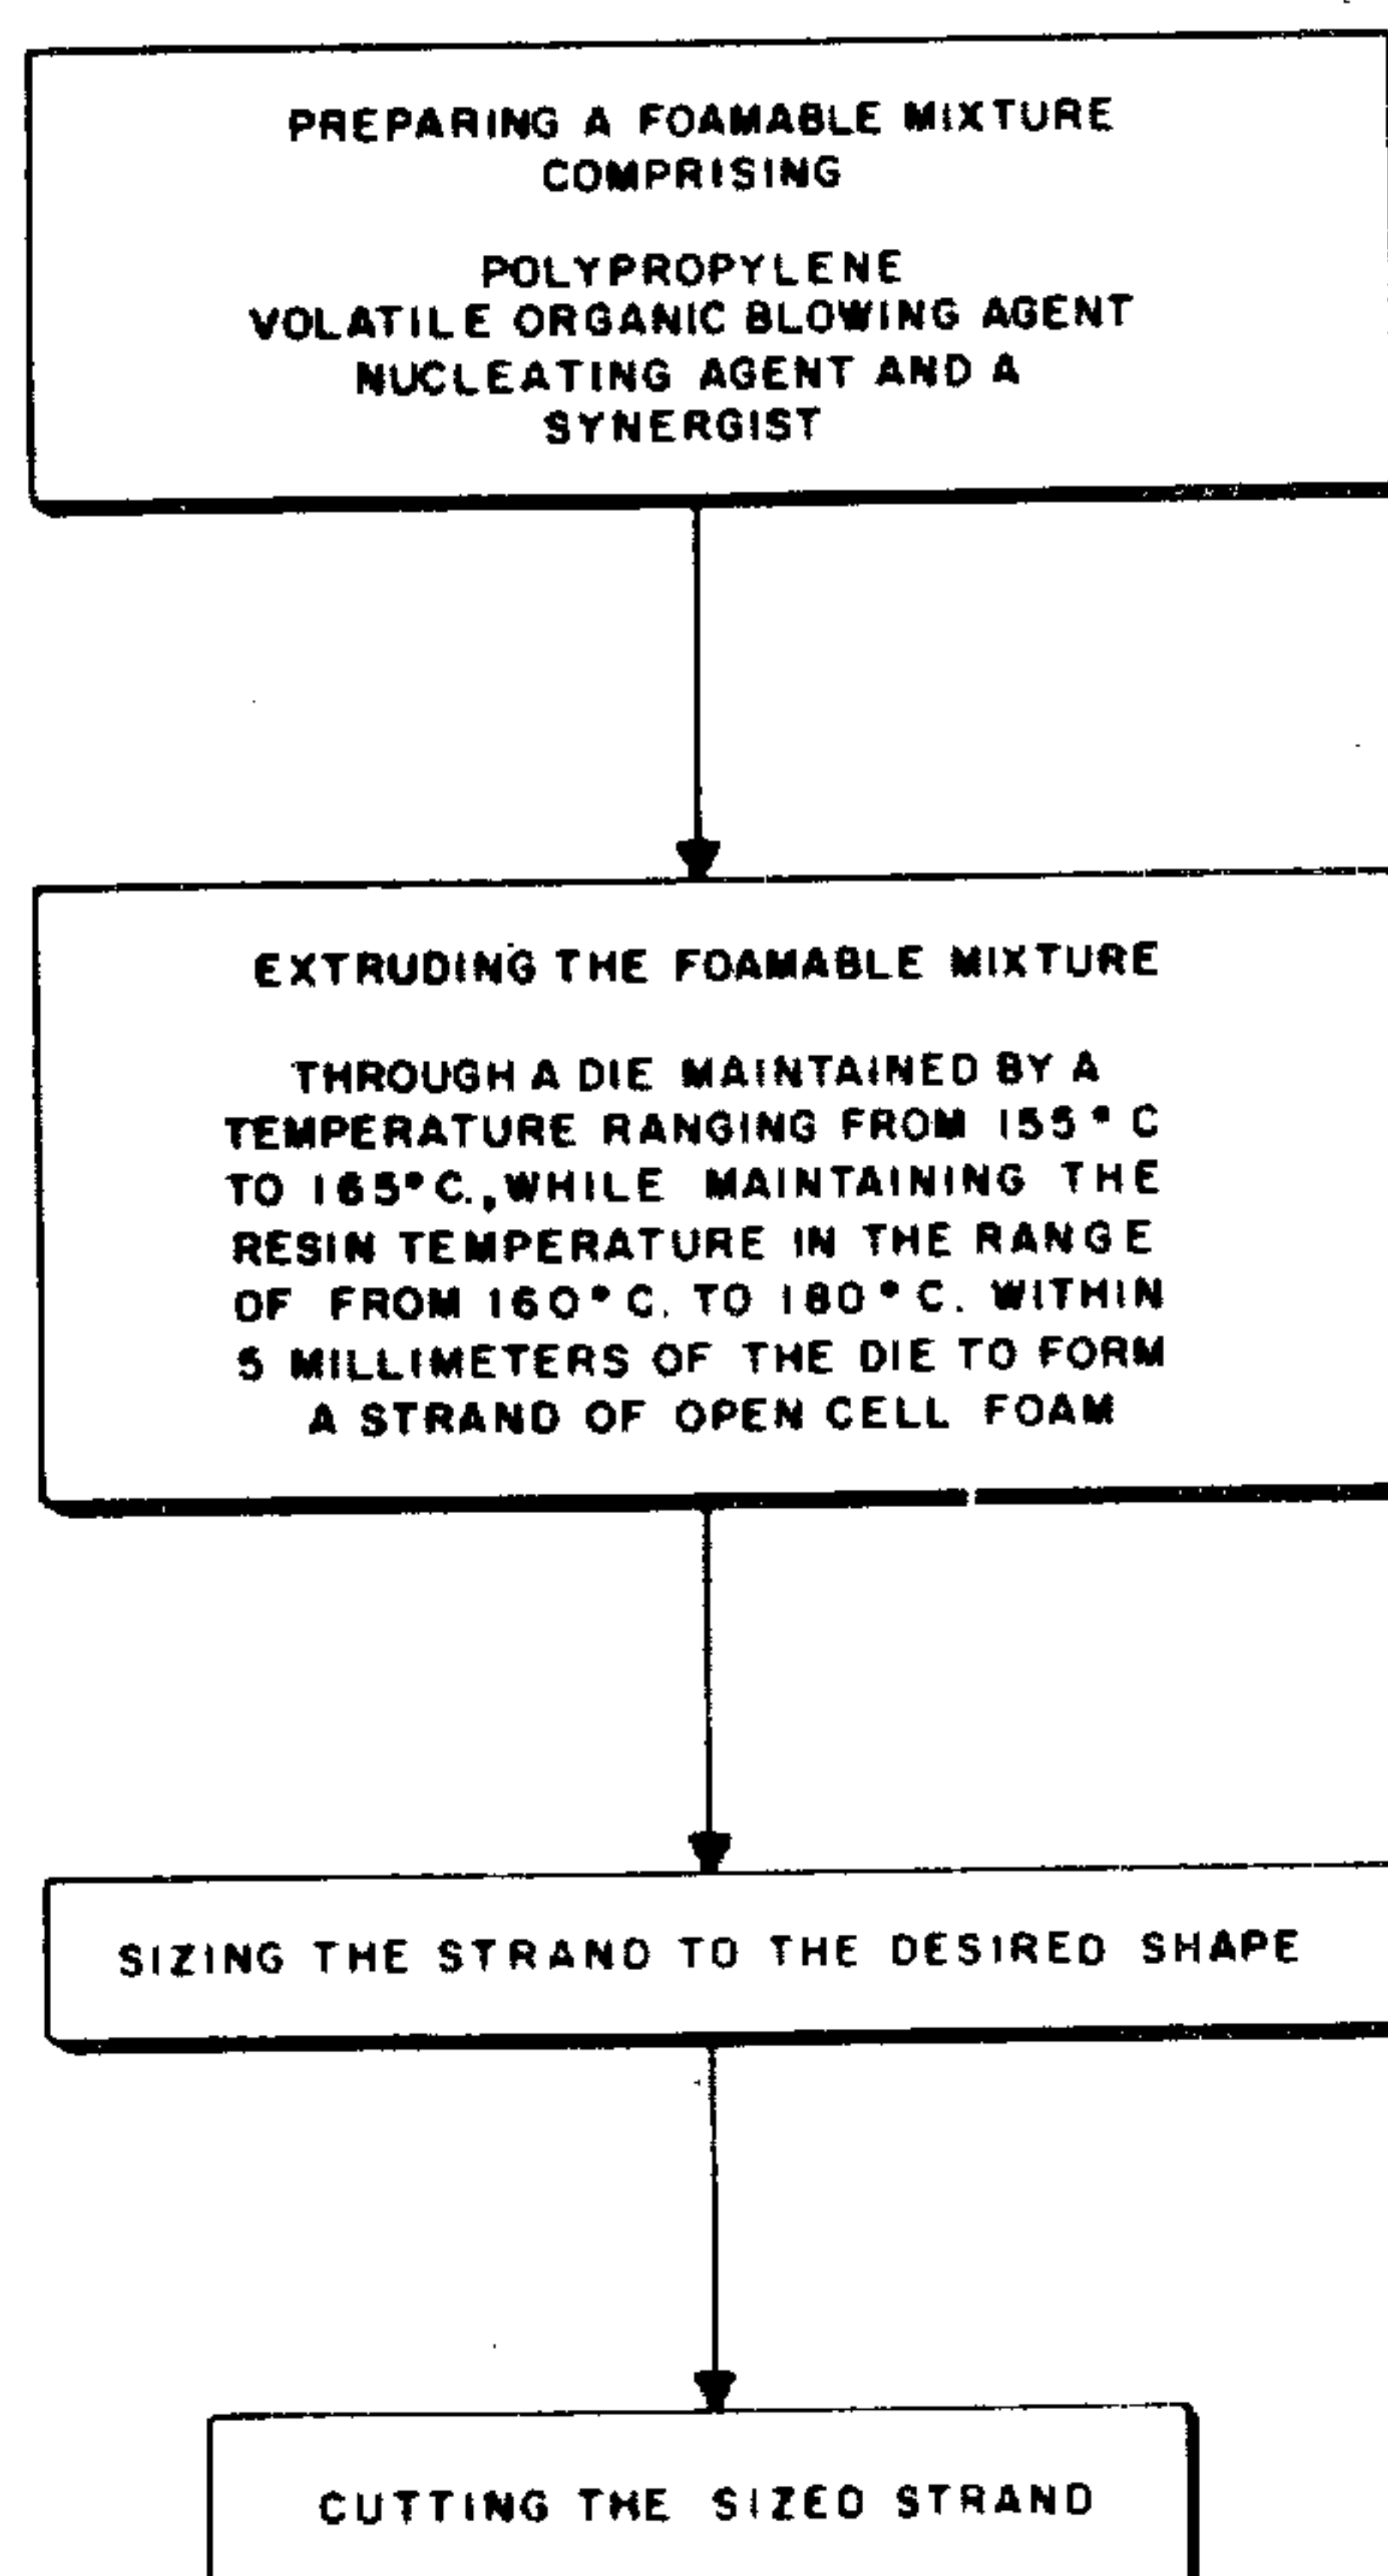 PREPARING A FOAMABLE MIXTURE
COMPRISING
POLYPROPYLENE
VOLATILE ORGANIC BLOWING AGENT
NUCLEATING AGENT AND A
SYNERGIST
EXTRUDING THE FOAMABLE MIXTURE
THROUGH A DIE MAINTAINED BY A
TEMPERATURE RANGING FROM 155°C
TO 165°C., WHILE MAINTAINING THE
RESIN TEMPERATURE IN THE RANGE
OF FROM 160°C. TO 180°C. WITHIN
5 MILLIMETERS OF THE DIE TO FORM
A STRAND OF OPEN CELL FOAM
SIZING THE STRAND TO THE DESIRED SHAPE
CUTTING THE SIZED STRAND